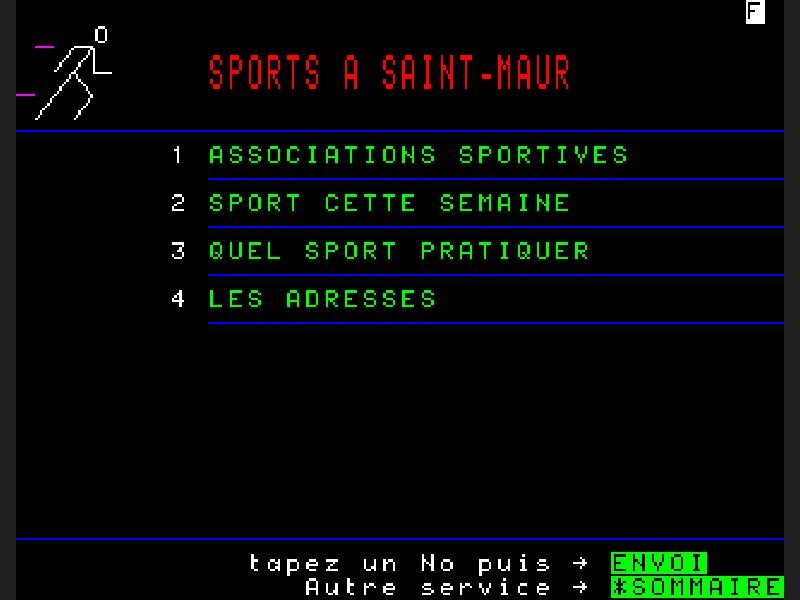 F
SPORTS A SAINT-MAUR
1 ASSOCIATIONS SPORTIVES
2 SPORT CETTE SEMAINE
3 QUEL SPORT PRATIQUER
4 LES ADRESSES
tapez un No puis → ENVOI
Autre service → *SOMMAIRE